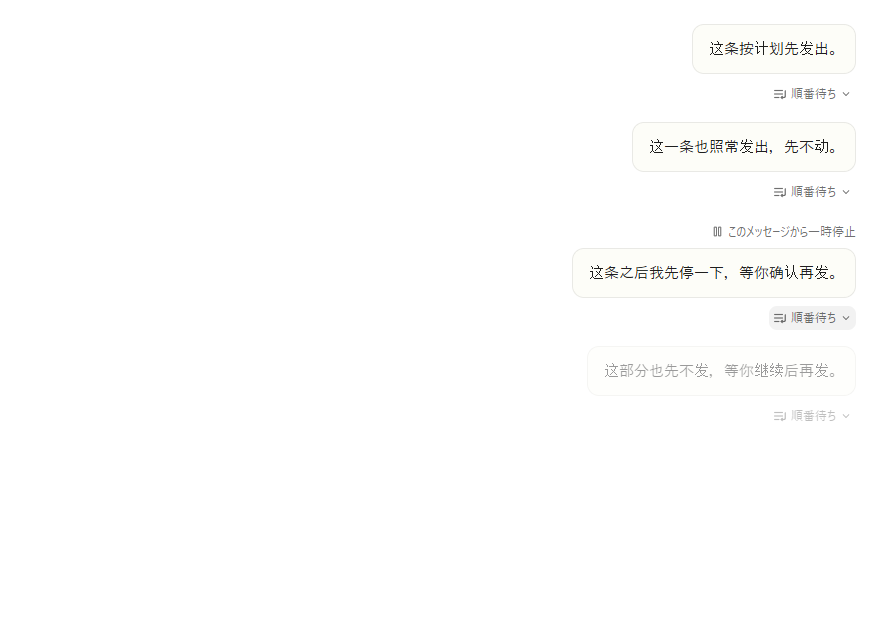 这条按计划先发出。
順番待ち
这一条也照常发出，先不动。
順番待ち
このメッセージから一時停止
这条之后我先停一下，等你确认再发。
順番待ち
这部分也先不发，等你继续后再发。
順番待ち